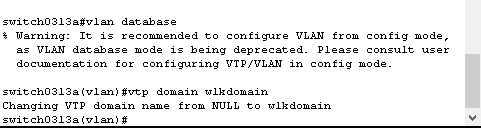 switch0313a#vlan database
% Warning: It is recommended to configure VLAN from config mode,
as VLAN database mode is being deprecated. Please consult user
documentation for configuring VTP/VLAN in config mode.
switch0313a(vlan)#vtp domain wlkdomain
Changing VTP domain name from NULL to wlkdomain
switch0313a(vlan)#